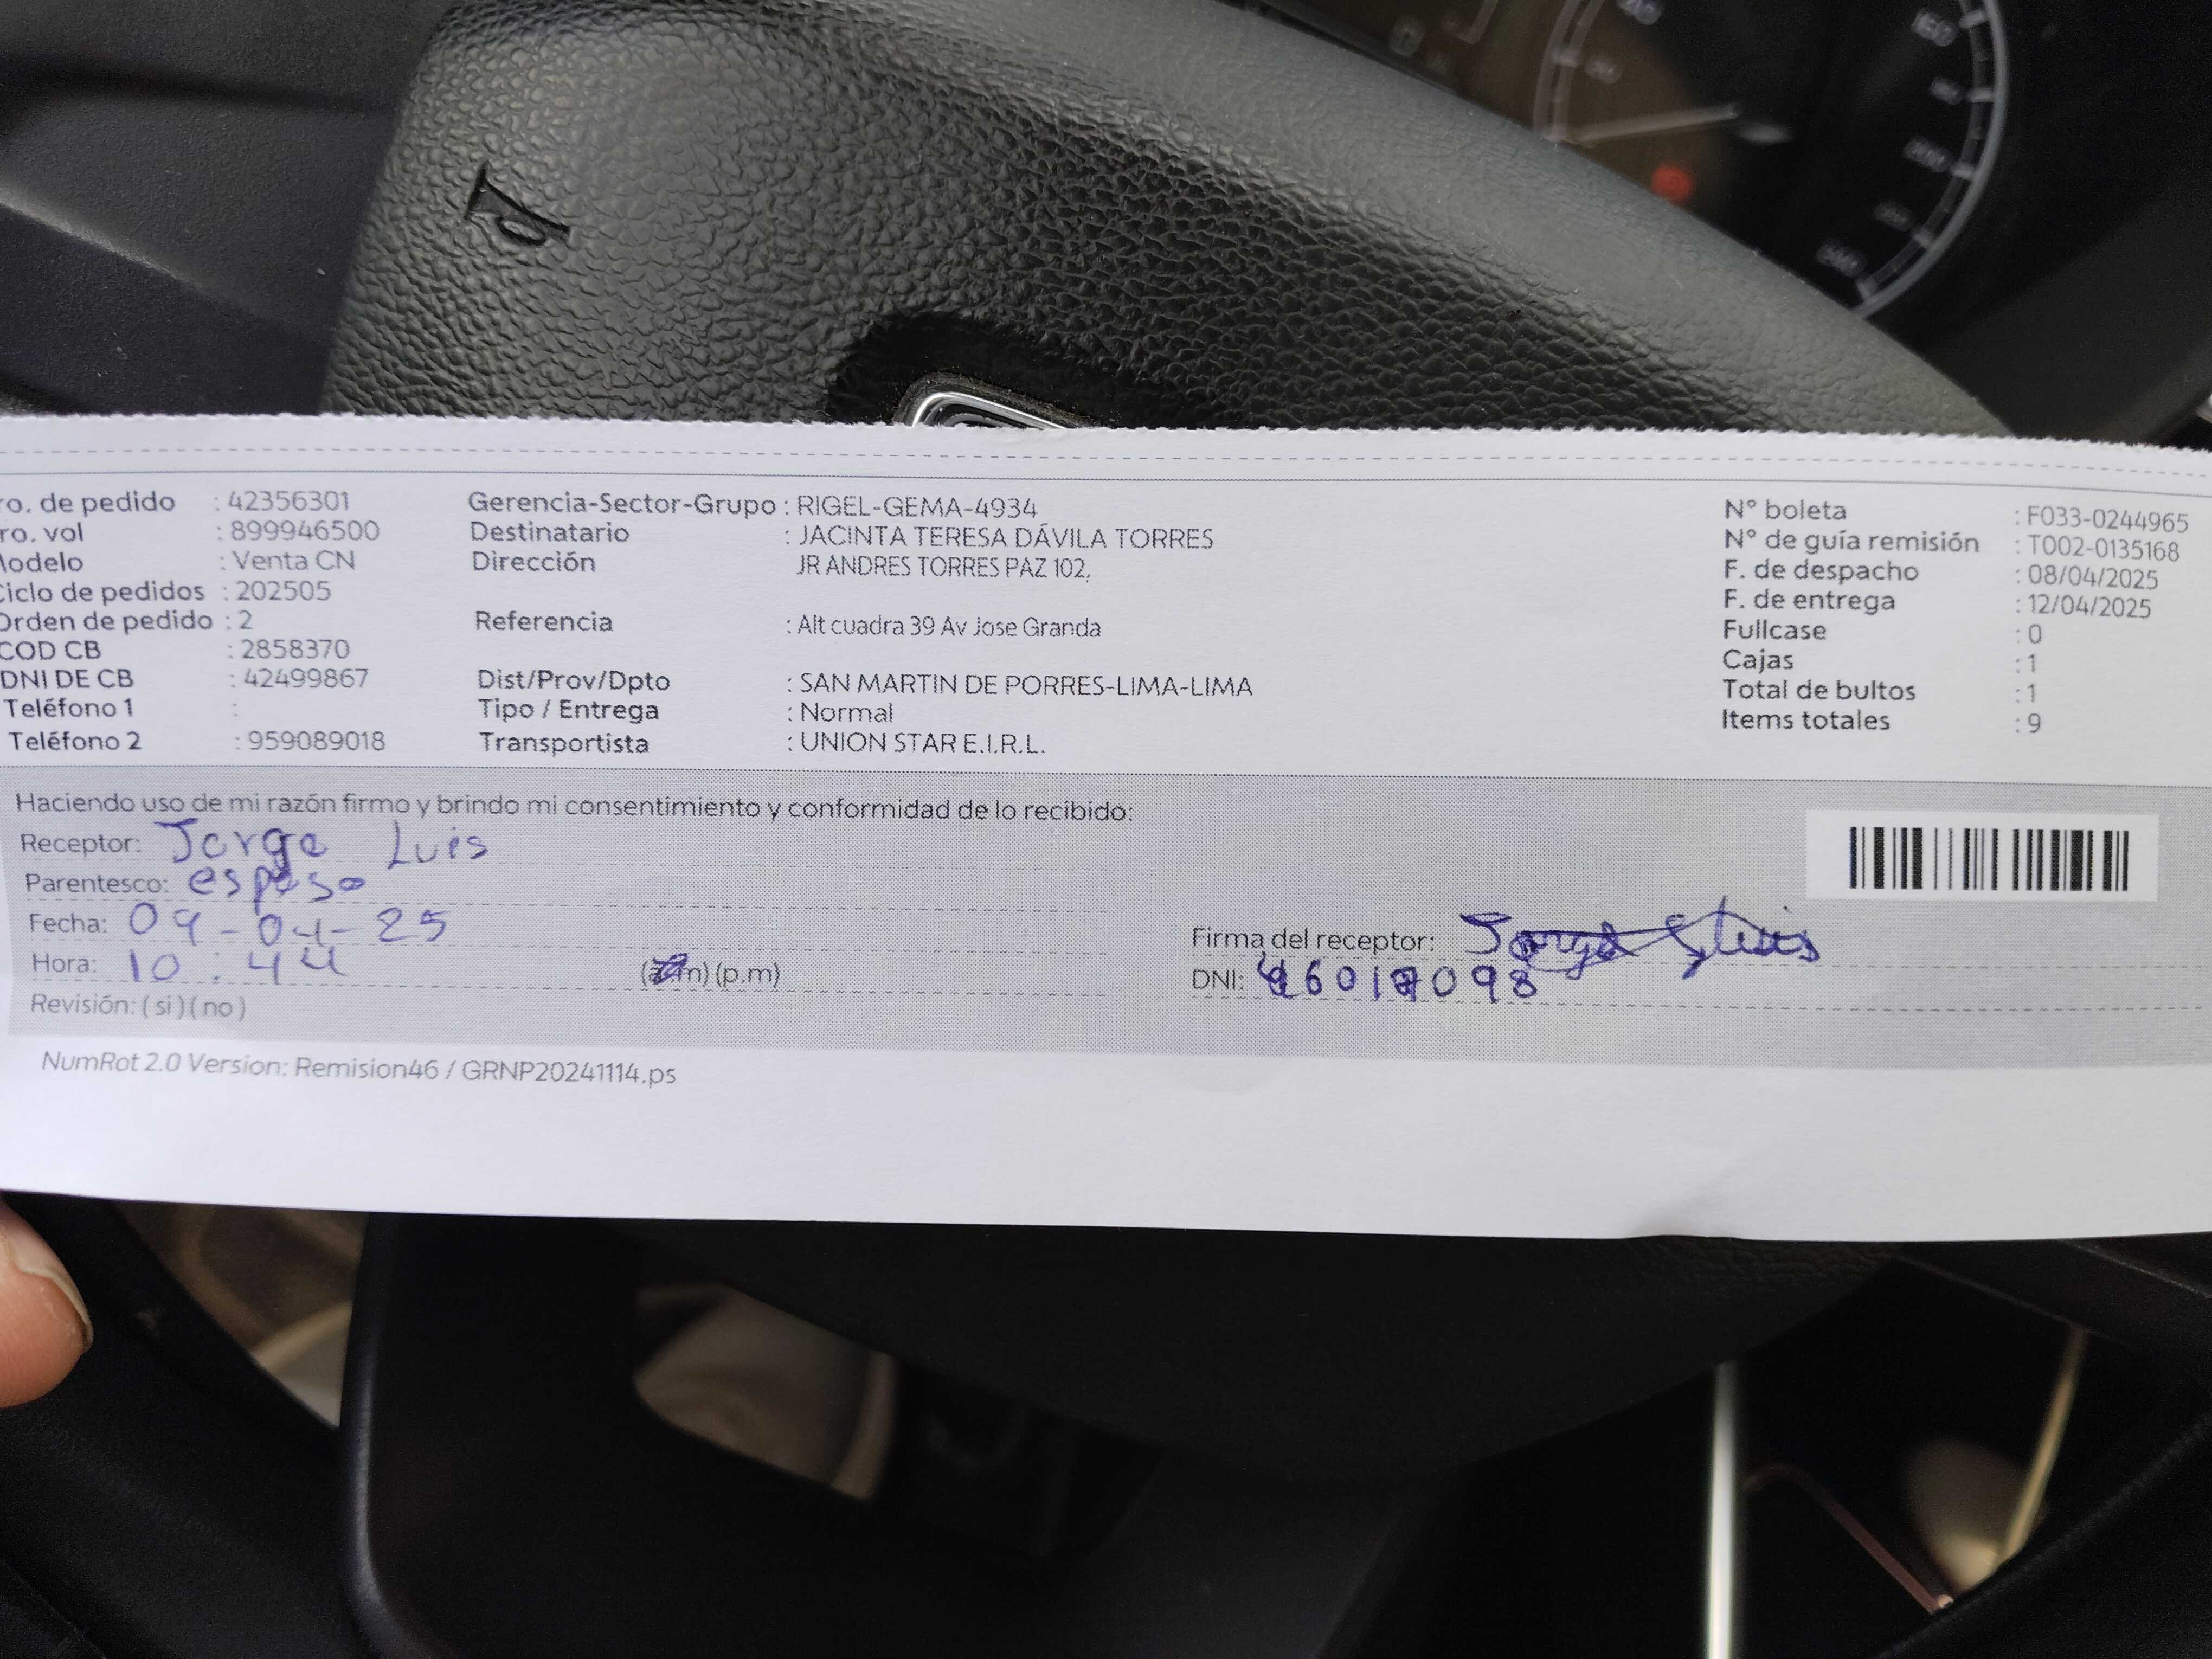 ro. de pedido : 42356301
ro. vol : 899946500
Modelo : Venta CN
Ciclo de pedidos : 202505
Orden de pedido : 2
COD CB : 2858370
DNI DE CB : 42499867
Teléfono 1 :
Teléfono 2 : 959089018
Gerencia-Sector-Grupo : RIGEL-GEMA-4934
Destinatario : JACINTA TERESA DÁVILA TORRES
Dirección JR ANDRES TORRES PAZ 102,
Referencia : Alt cuadra 39 Av Jose Granda
Dist/Prov/Dpto : SAN MARTIN DE PORRES-LIMA-LIMA
Tipo / Entrega : Normal
Transportista : UNION STAR E.I.R.L.
N° boleta : F033-0244965
N° de guía remisión : T002-0135168
F. de despacho : 08/04/2025
F. de entrega : 12/04/2025
Fullcase : 0
Cajas : 1
Total de bultos : 1
Items totales : 9
Haciendo uso de mi razón firmo y brindo mi consentimiento y conformidad de lo recibido:
Receptor: Jorge Luis
Parentesco: esposo
Fecha: 09-04-25
Hora: 10:44 (a.m) (p.m)
Revisión: ( si ) ( no )
Firma del receptor: Jorge Luis
DNI:
NumRot 2.0 Version: Remision46 / GRNP20241114.ps
160
200
240